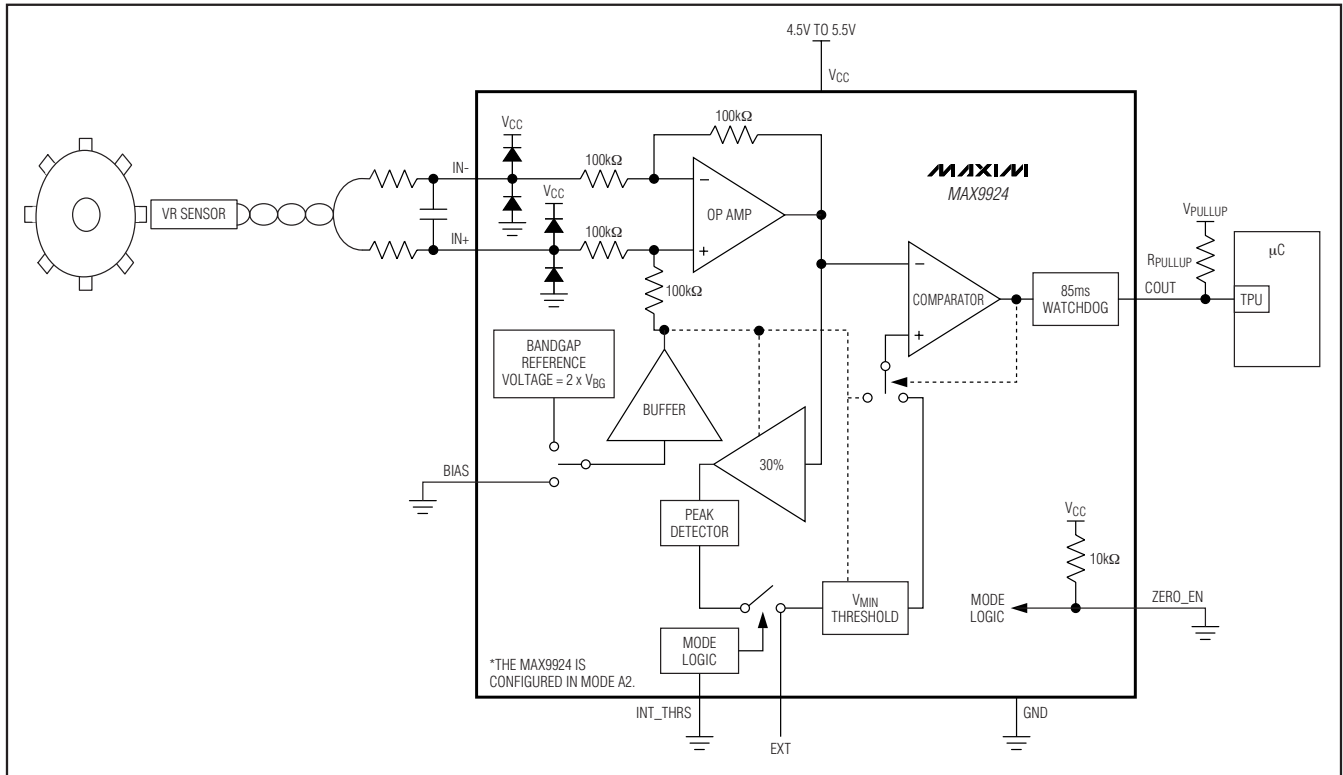 4.5V TO 5.5V
VCC
VCC
100kΩ
IN-
100kΩ
MAXIM
MAX9924
VR SENSOR
VCC
OP AMP
−
+
IN+
100kΩ
100kΩ
VPULLUP
RPULLUP
µC
COMPARATOR
−
+
85ms
WATCHDOG
COUT
TPU
BANDGAP
REFERENCE
VOLTAGE = 2 x VBG
BUFFER
30%
BIAS
PEAK
DETECTOR
VCC
10kΩ
MODE
LOGIC
ZERO_EN
VMIN
THRESHOLD
MODE
LOGIC
*THE MAX9924 IS
CONFIGURED IN MODE A2.
INT_THRS
EXT
GND